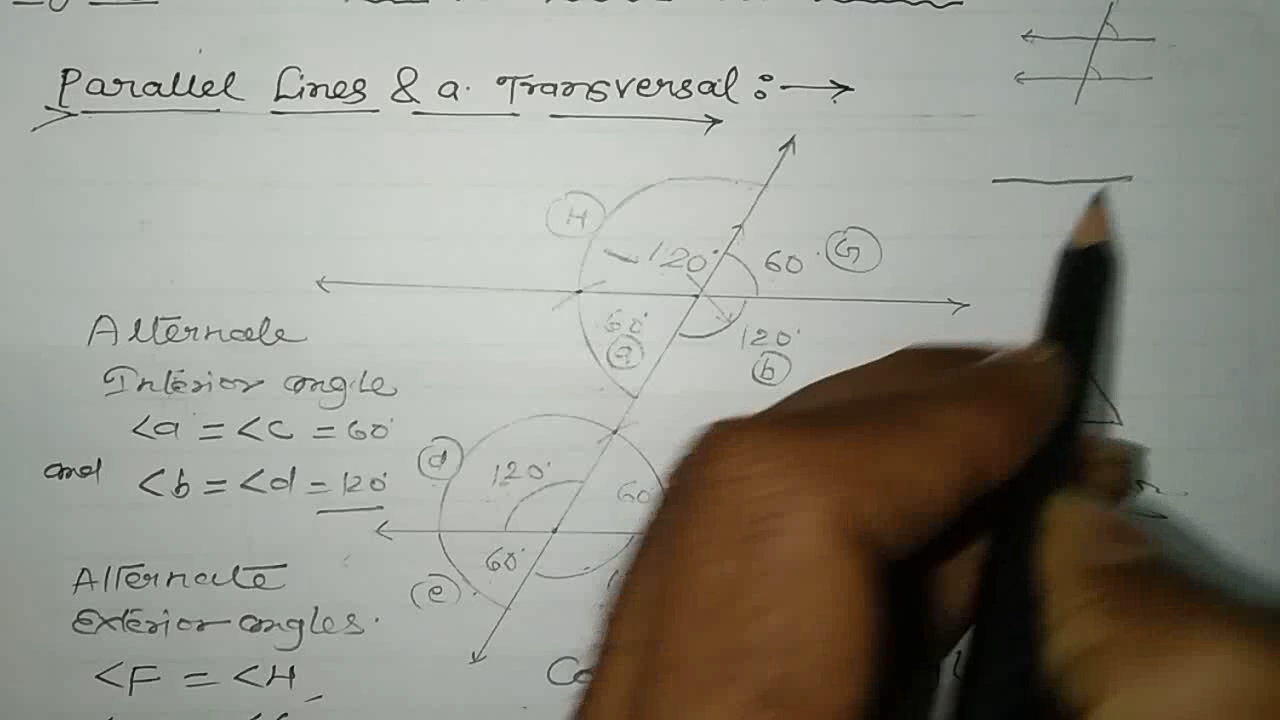 Parallel Lines & a. Transversal :→
H
120°
60° G
60°
a
120°
b
Alternate
Interior angle
<a = <c = 60°
and <b = <d = 120°
d
120°
60
60°
e
Alternate
Exterior angles.
<F = <H
Co